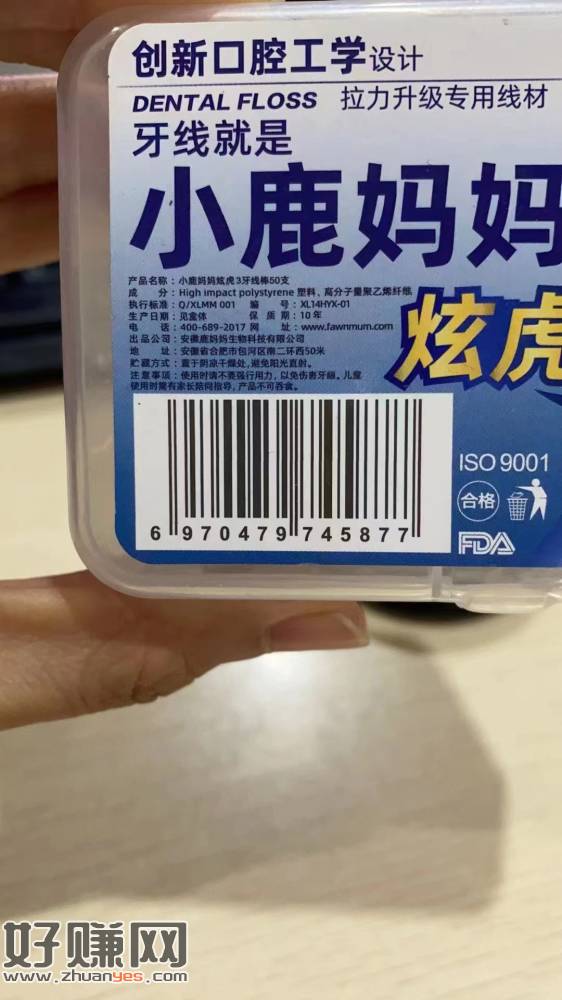 创新口腔工学设计
DENTAL FLOSS 拉力升级专用线材
牙线就是
小鹿妈妈
产品名称：小鹿妈妈炫虎3牙线棒50支
成 分：High impact polystyrene 塑料、高分子量聚乙烯纤维
执行标准：Q/XLMM 001 编 号：XL14HYX-01
生产日期：见盒体 保 质 期：10年
电 话：400-689-2017 网 址：www.fawnmum.com
出品公司：安徽鹿妈妈生物科技有限公司
地 址：安徽省合肥市包河区南二环西50米
贮藏方式：置于阴凉干燥处，避免阳光直射。
注意事项：使用时请不要强行用力，以免伤害牙龈。儿童
使用时需有家长陪同指导，产品不可吞食。
炫虎
ISO 9001
合格
FDA
6 970479 745877
好赚网
www.zhuanyes.com